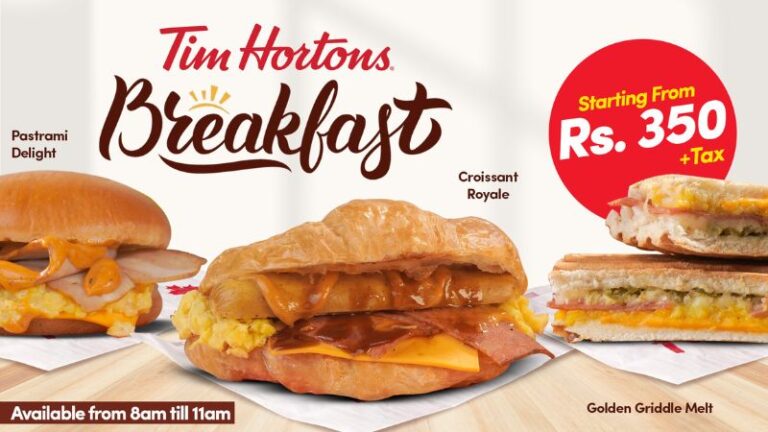 Tim Hortons
Breakfast
Starting From
Rs. 350
+Tax
Pastrami
Delight
Croissant
Royale
Golden Griddle Melt
Available from 8am till 11am